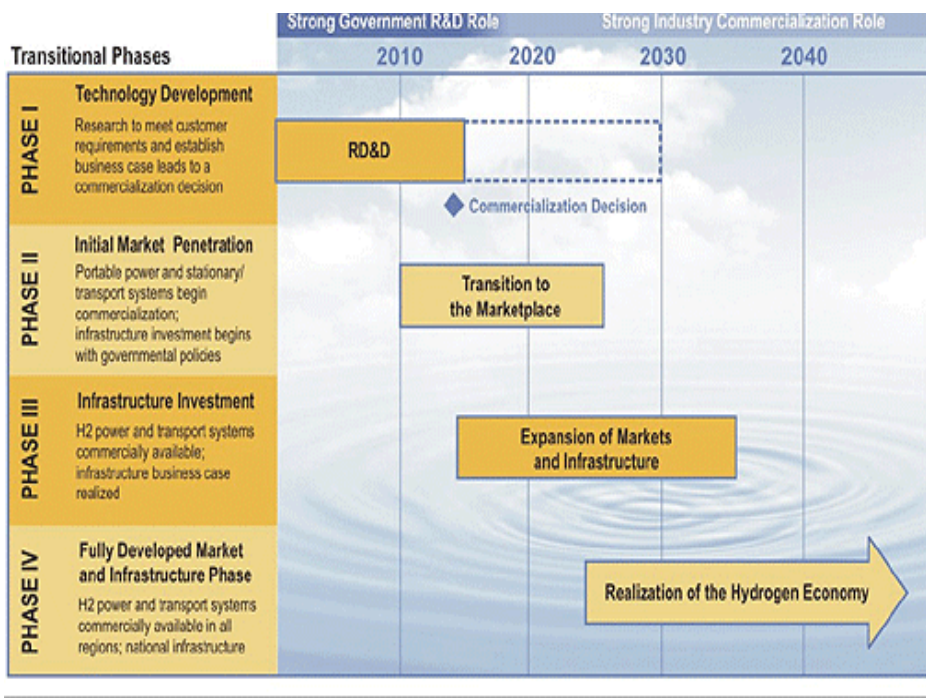 Strong Government R&D Role
Strong Industry Commercialization Role
Transitional Phases
2010
2020
2030
2040
PHASE I
Technology Development
Research to meet customer
requirements and establish
business case leads to a
commercialization decision
RD&D
Commercialization Decision
PHASE II
Initial Market Penetration
Portable power and stationary/
transport systems begin
commercialization;
infrastructure investment begins
with governmental policies
Transition to
the Marketplace
PHASE III
Infrastructure Investment
H2 power and transport systems
commercially available;
infrastructure business case
realized
Expansion of Markets
and Infrastructure
PHASE IV
Fully Developed Market
and Infrastructure Phase
H2 power and transport systems
commercially available in all
regions; national infrastructure
Realization of the Hydrogen Economy